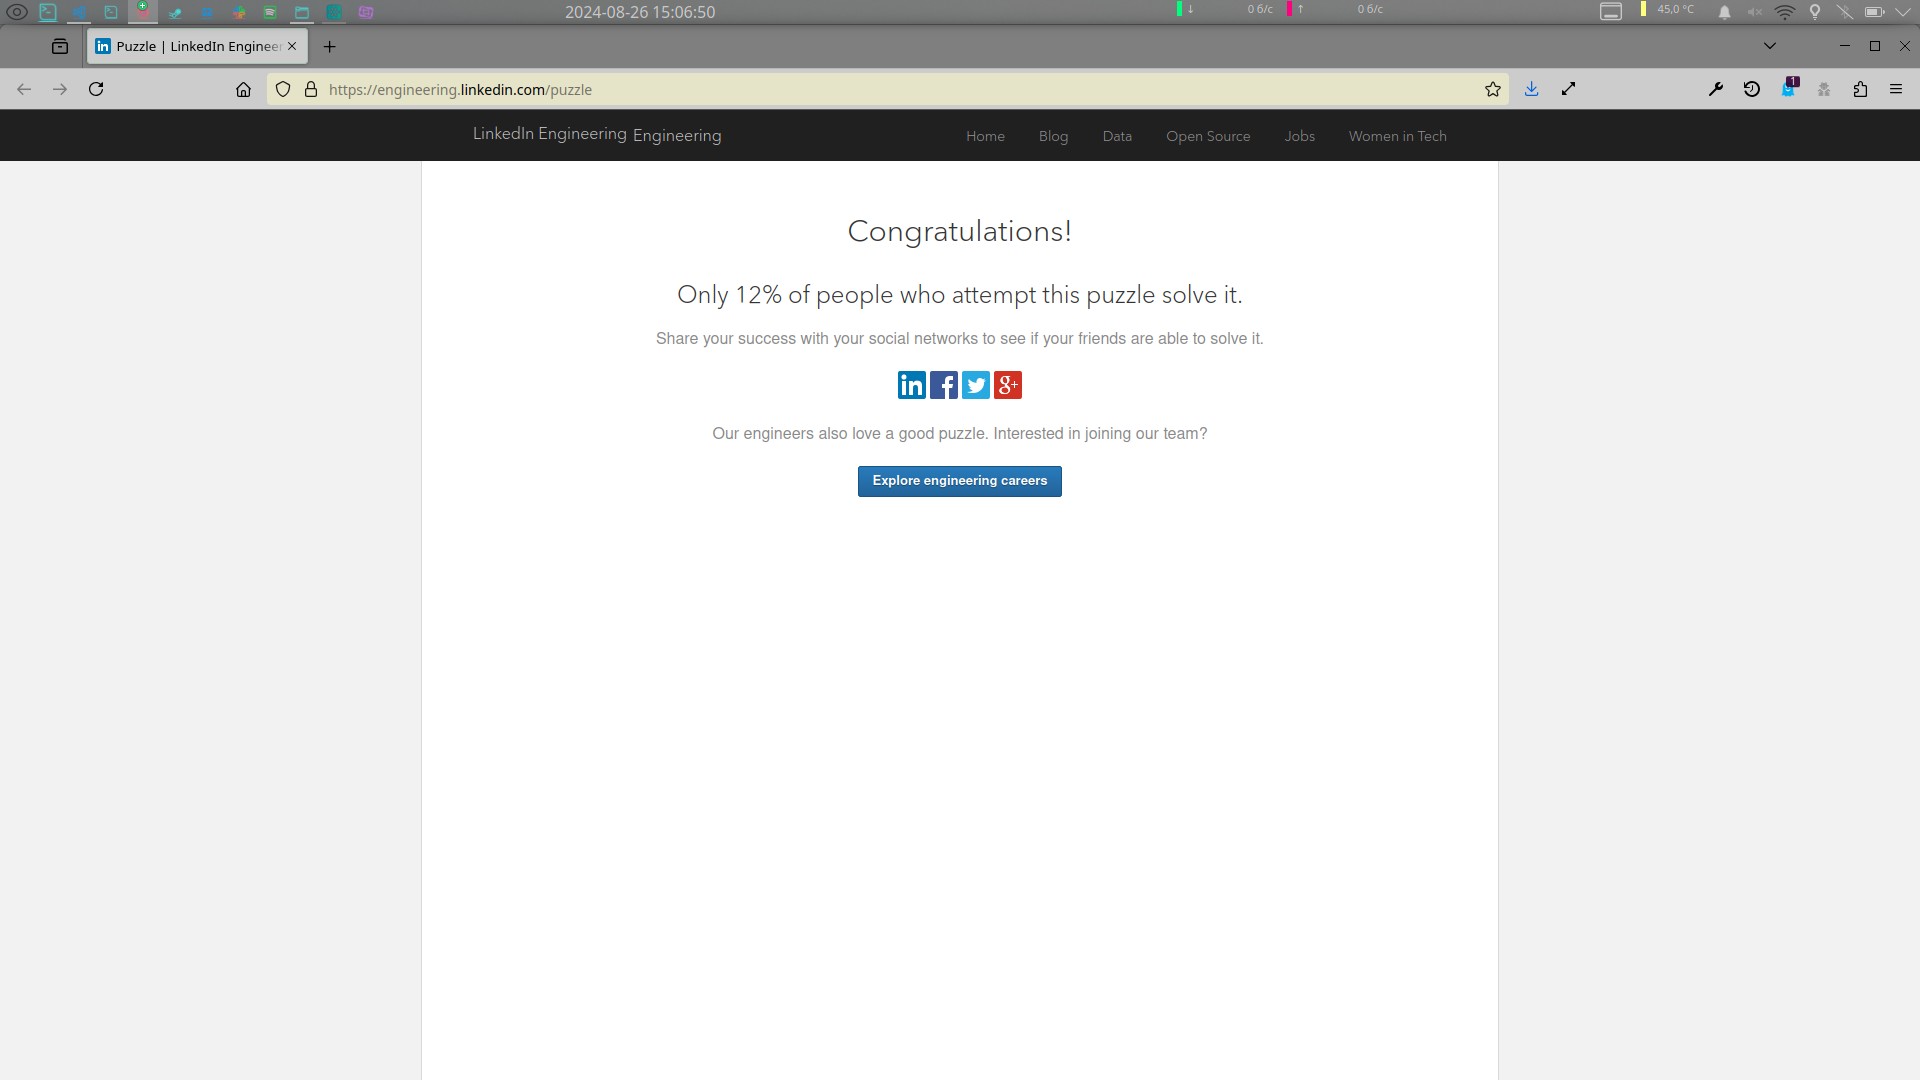 2024-08-26 15:06:50
↓ 0 б/с ↑ 0 б/с
45,0 °C
Puzzle | LinkedIn Engineer
https://engineering.linkedin.com/puzzle
1
LinkedIn Engineering Engineering
Home Blog Data Open Source Jobs Women in Tech
Congratulations!
Only 12% of people who attempt this puzzle solve it.
Share your success with your social networks to see if your friends are able to solve it.
in f g+
Our engineers also love a good puzzle. Interested in joining our team?
Explore engineering careers